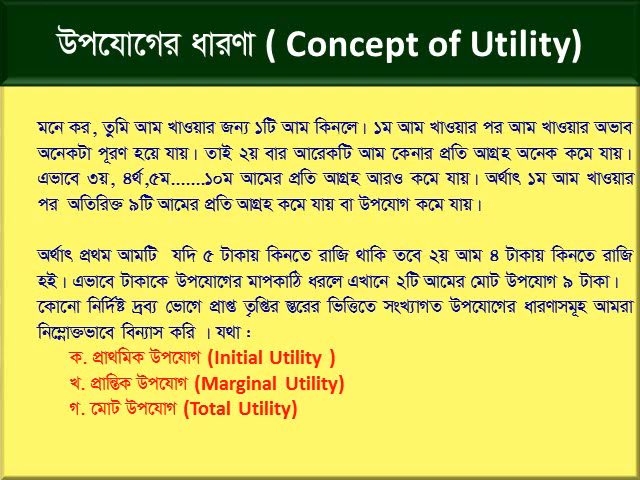 উপযোগের ধারণা ( Concept of Utility)
মনে কর, তুমি আম খাওয়ার জন্য ১টি আম কিনলে। ১ম আম খাওয়ার পর আম খাওয়ার অভাব
অনেকটা পূরণ হয়ে যায়। তাই ২য় বার আরেকটি আম কেনার প্রতি আগ্রহ অনেক কমে যায়।
এভাবে ৩য়, ৪র্থ,৫ম.......১০ম আমের প্রতি আগ্রহ আরও কমে যায়। অর্থাৎ ১ম আম খাওয়ার
পর অতিরিক্ত ৯টি আমের প্রতি আগ্রহ কমে যায় বা উপযোগ কমে যায়।
অর্থাৎ প্রথম আমটি যদি ৫ টাকায় কিনতে রাজি থাকি তবে ২য় আম ৪ টাকায় কিনতে রাজি
হই। এভাবে টাকাকে উপযোগের মাপকাঠি ধরলে এখানে ২টি আমের মোট উপযোগ ৯ টাকা।
কোনো নির্দিষ্ট দ্রব্য ভোগে প্রাপ্ত তৃপ্তির স্তরের ভিত্তিতে সংখ্যাগত উপযোগের ধারণাসমূহ আমরা
নিম্নোক্তভাবে বিন্যাস করি । যথা :
ক. প্রাথমিক উপযোগ (Initial Utility )
খ. প্রান্তিক উপযোগ (Marginal Utility)
গ. মোট উপযোগ (Total Utility)